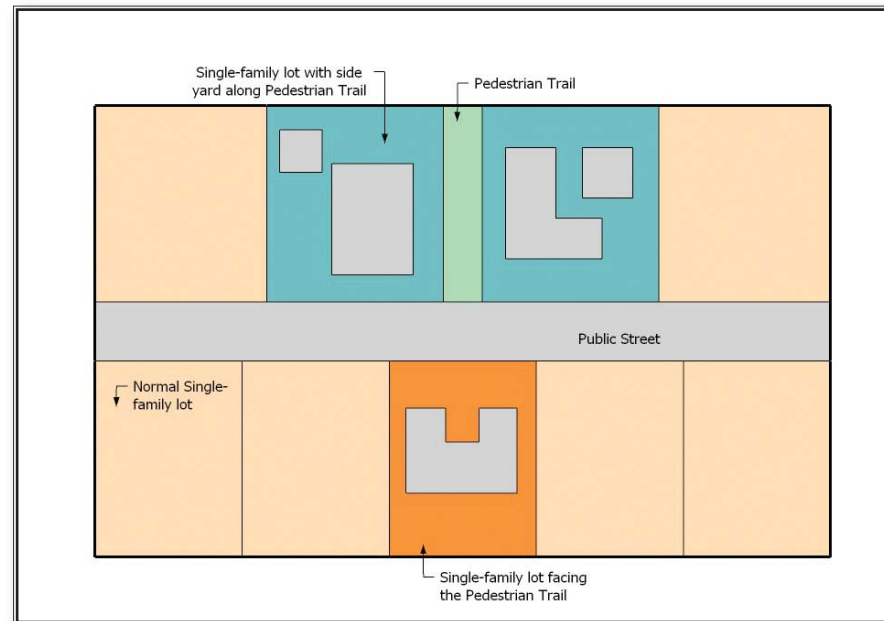 Single-family lot with side
yard along Pedestrian Trail
Pedestrian Trail
Public Street
Normal Single-
family lot
Single-family lot facing
the Pedestrian Trail